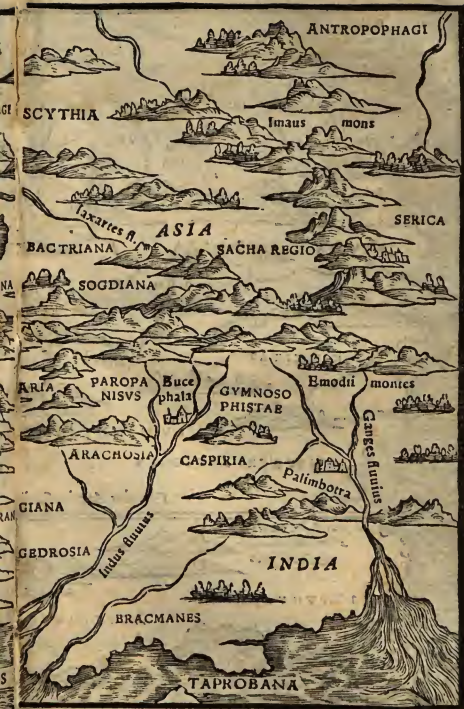 ANTROPOPHAGI
SCYTHIA
Imaus mons
Iaxartes fl.
ASIA
SERICA
BACTRIANA
SACHA REGIO
SOGDIANA
ARIA
PAROPA
NISVS
Buce
phala
GYMNOSO
PHISTAE
Emodii montes
ARACHOSIA
CASPIRIA
Ganges fluuius
Palimbotra
GIANA
Indus fluuius
GEDROSIA
INDIA
BRACMANES
TAPROBANA